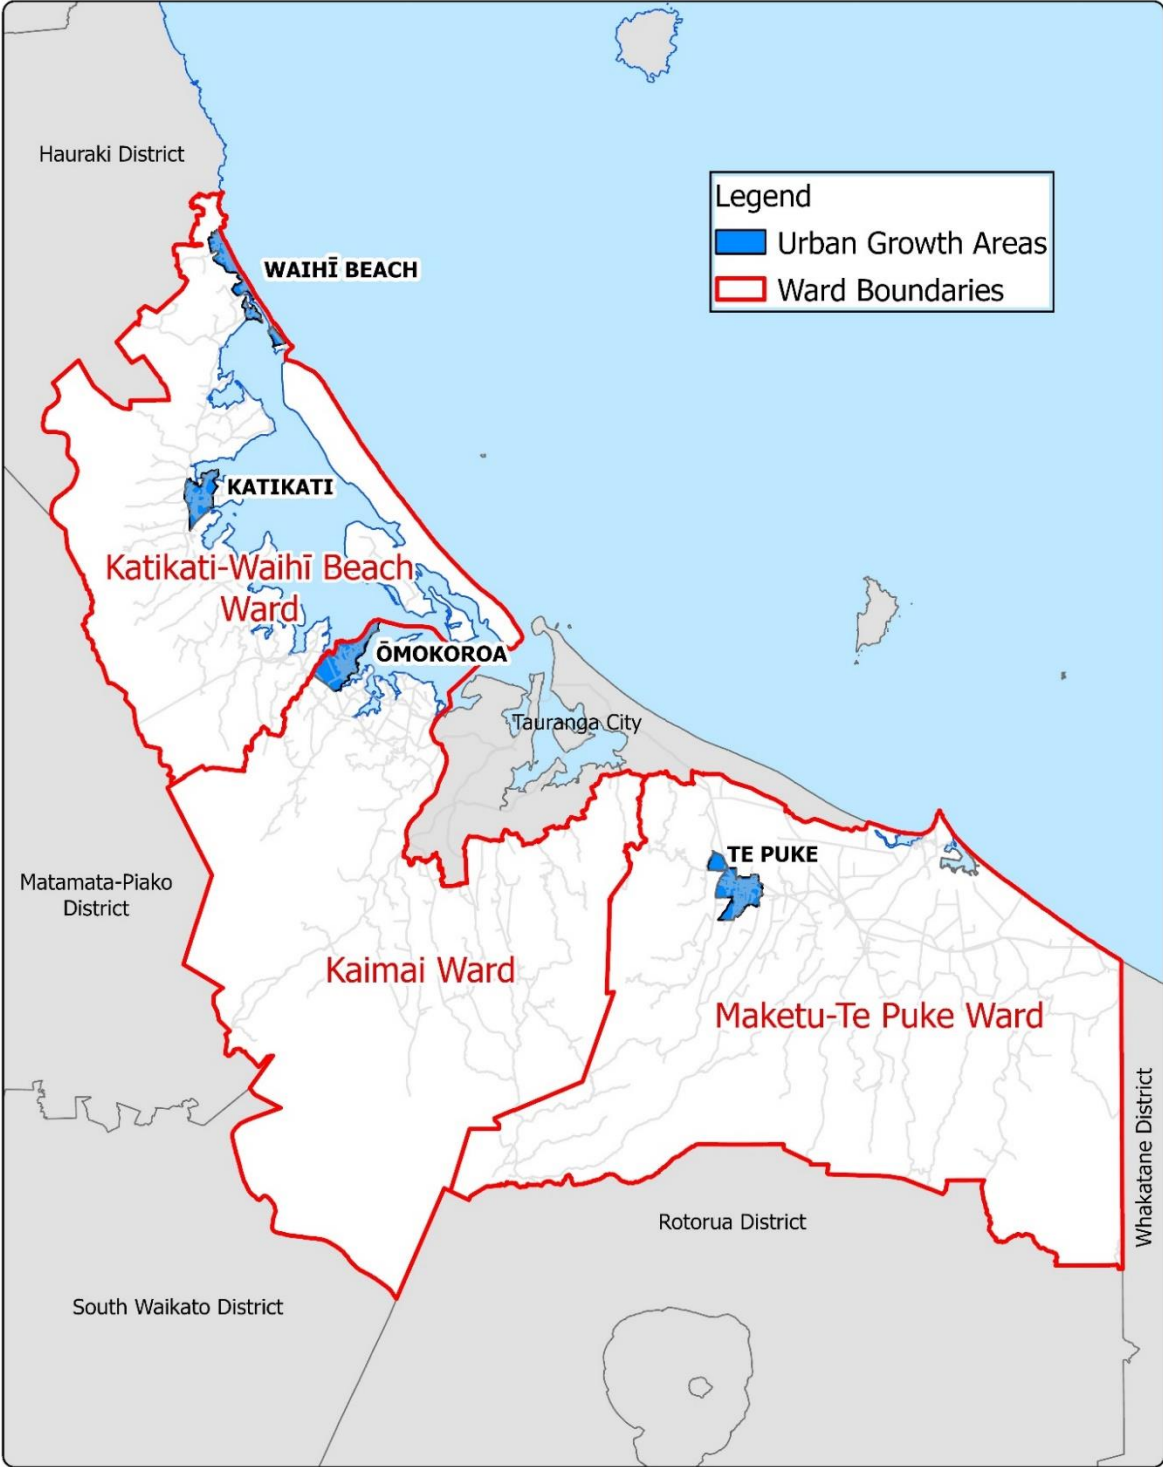 Hauraki District
Legend
Urban Growth Areas
Ward Boundaries
WAIHĪ BEACH
KATIKATI
Katikati-Waihī Beach
Ward
ŌMOKOROA
Tauranga City
TE PUKE
Matamata-Piako
District
Kaimai Ward
Maketu-Te Puke Ward
Whakatane District
Rotorua District
South Waikato District